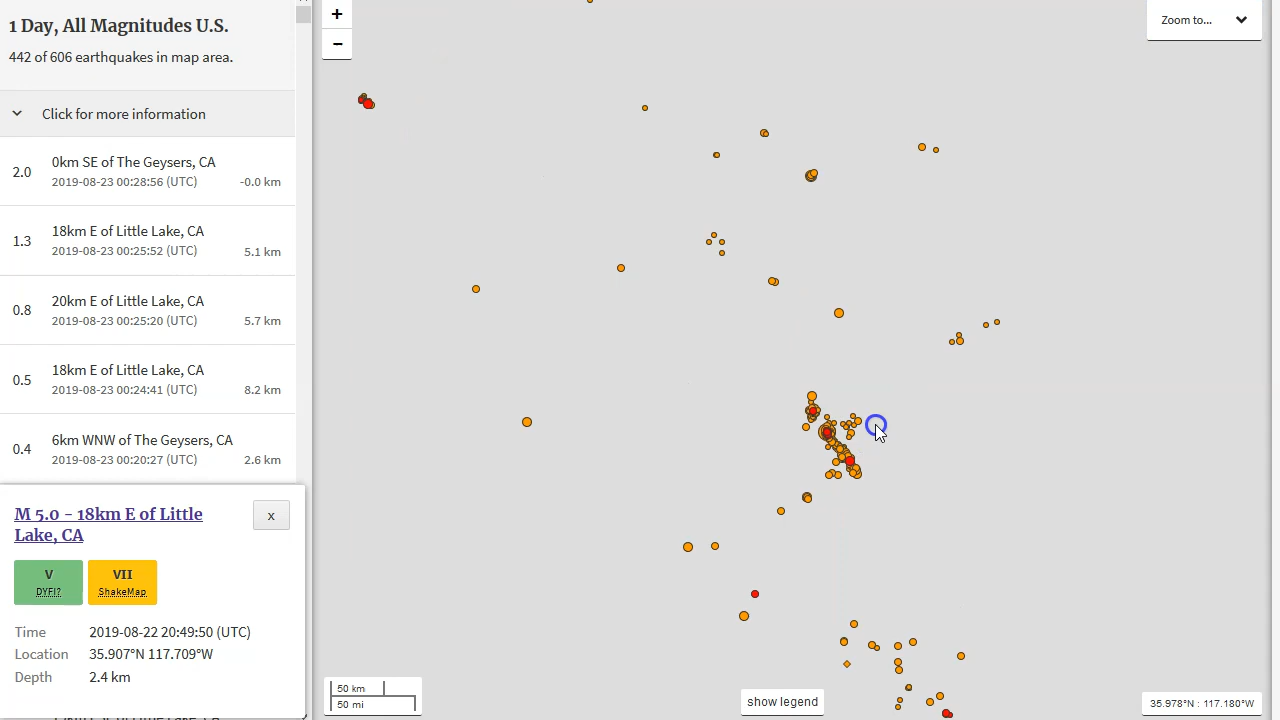 1 Day, All Magnitudes U.S.
442 of 606 earthquakes in map area.
Click for more information
2.0
0km SE of The Geysers, CA
2019-08-23 00:28:56 (UTC) -0.0 km
1.3
18km E of Little Lake, CA
2019-08-23 00:25:52 (UTC) 5.1 km
0.8
20km E of Little Lake, CA
2019-08-23 00:25:20 (UTC) 5.7 km
0.5
18km E of Little Lake, CA
2019-08-23 00:24:41 (UTC) 8.2 km
0.4
6km WNW of The Geysers, CA
2019-08-23 00:20:27 (UTC) 2.6 km
M 5.0 - 18km E of Little
Lake, CA
x
V
DYFI?
VII
ShakeMap
Time 2019-08-22 20:49:50 (UTC)
Location 35.907°N 117.709°W
Depth 2.4 km
+
−
Zoom to...
50 km
50 mi
show legend
35.978°N : 117.180°W